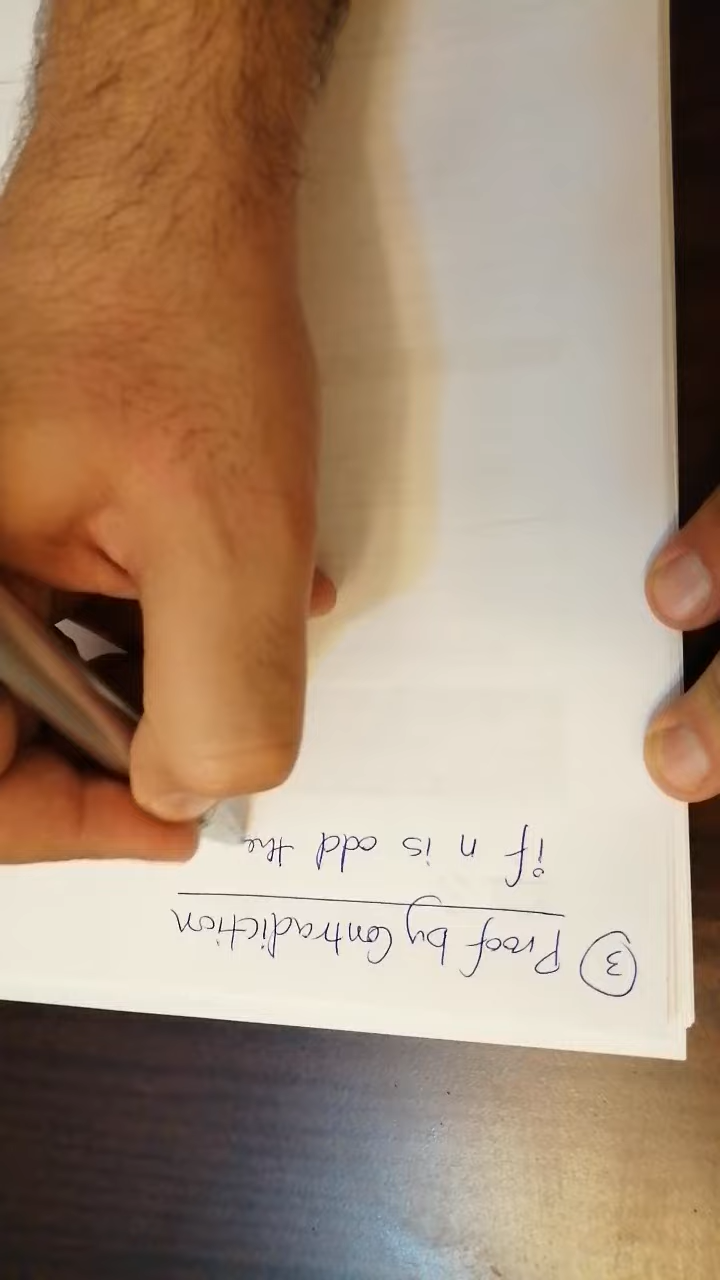 ③ Proof by Contradiction
if n is odd the